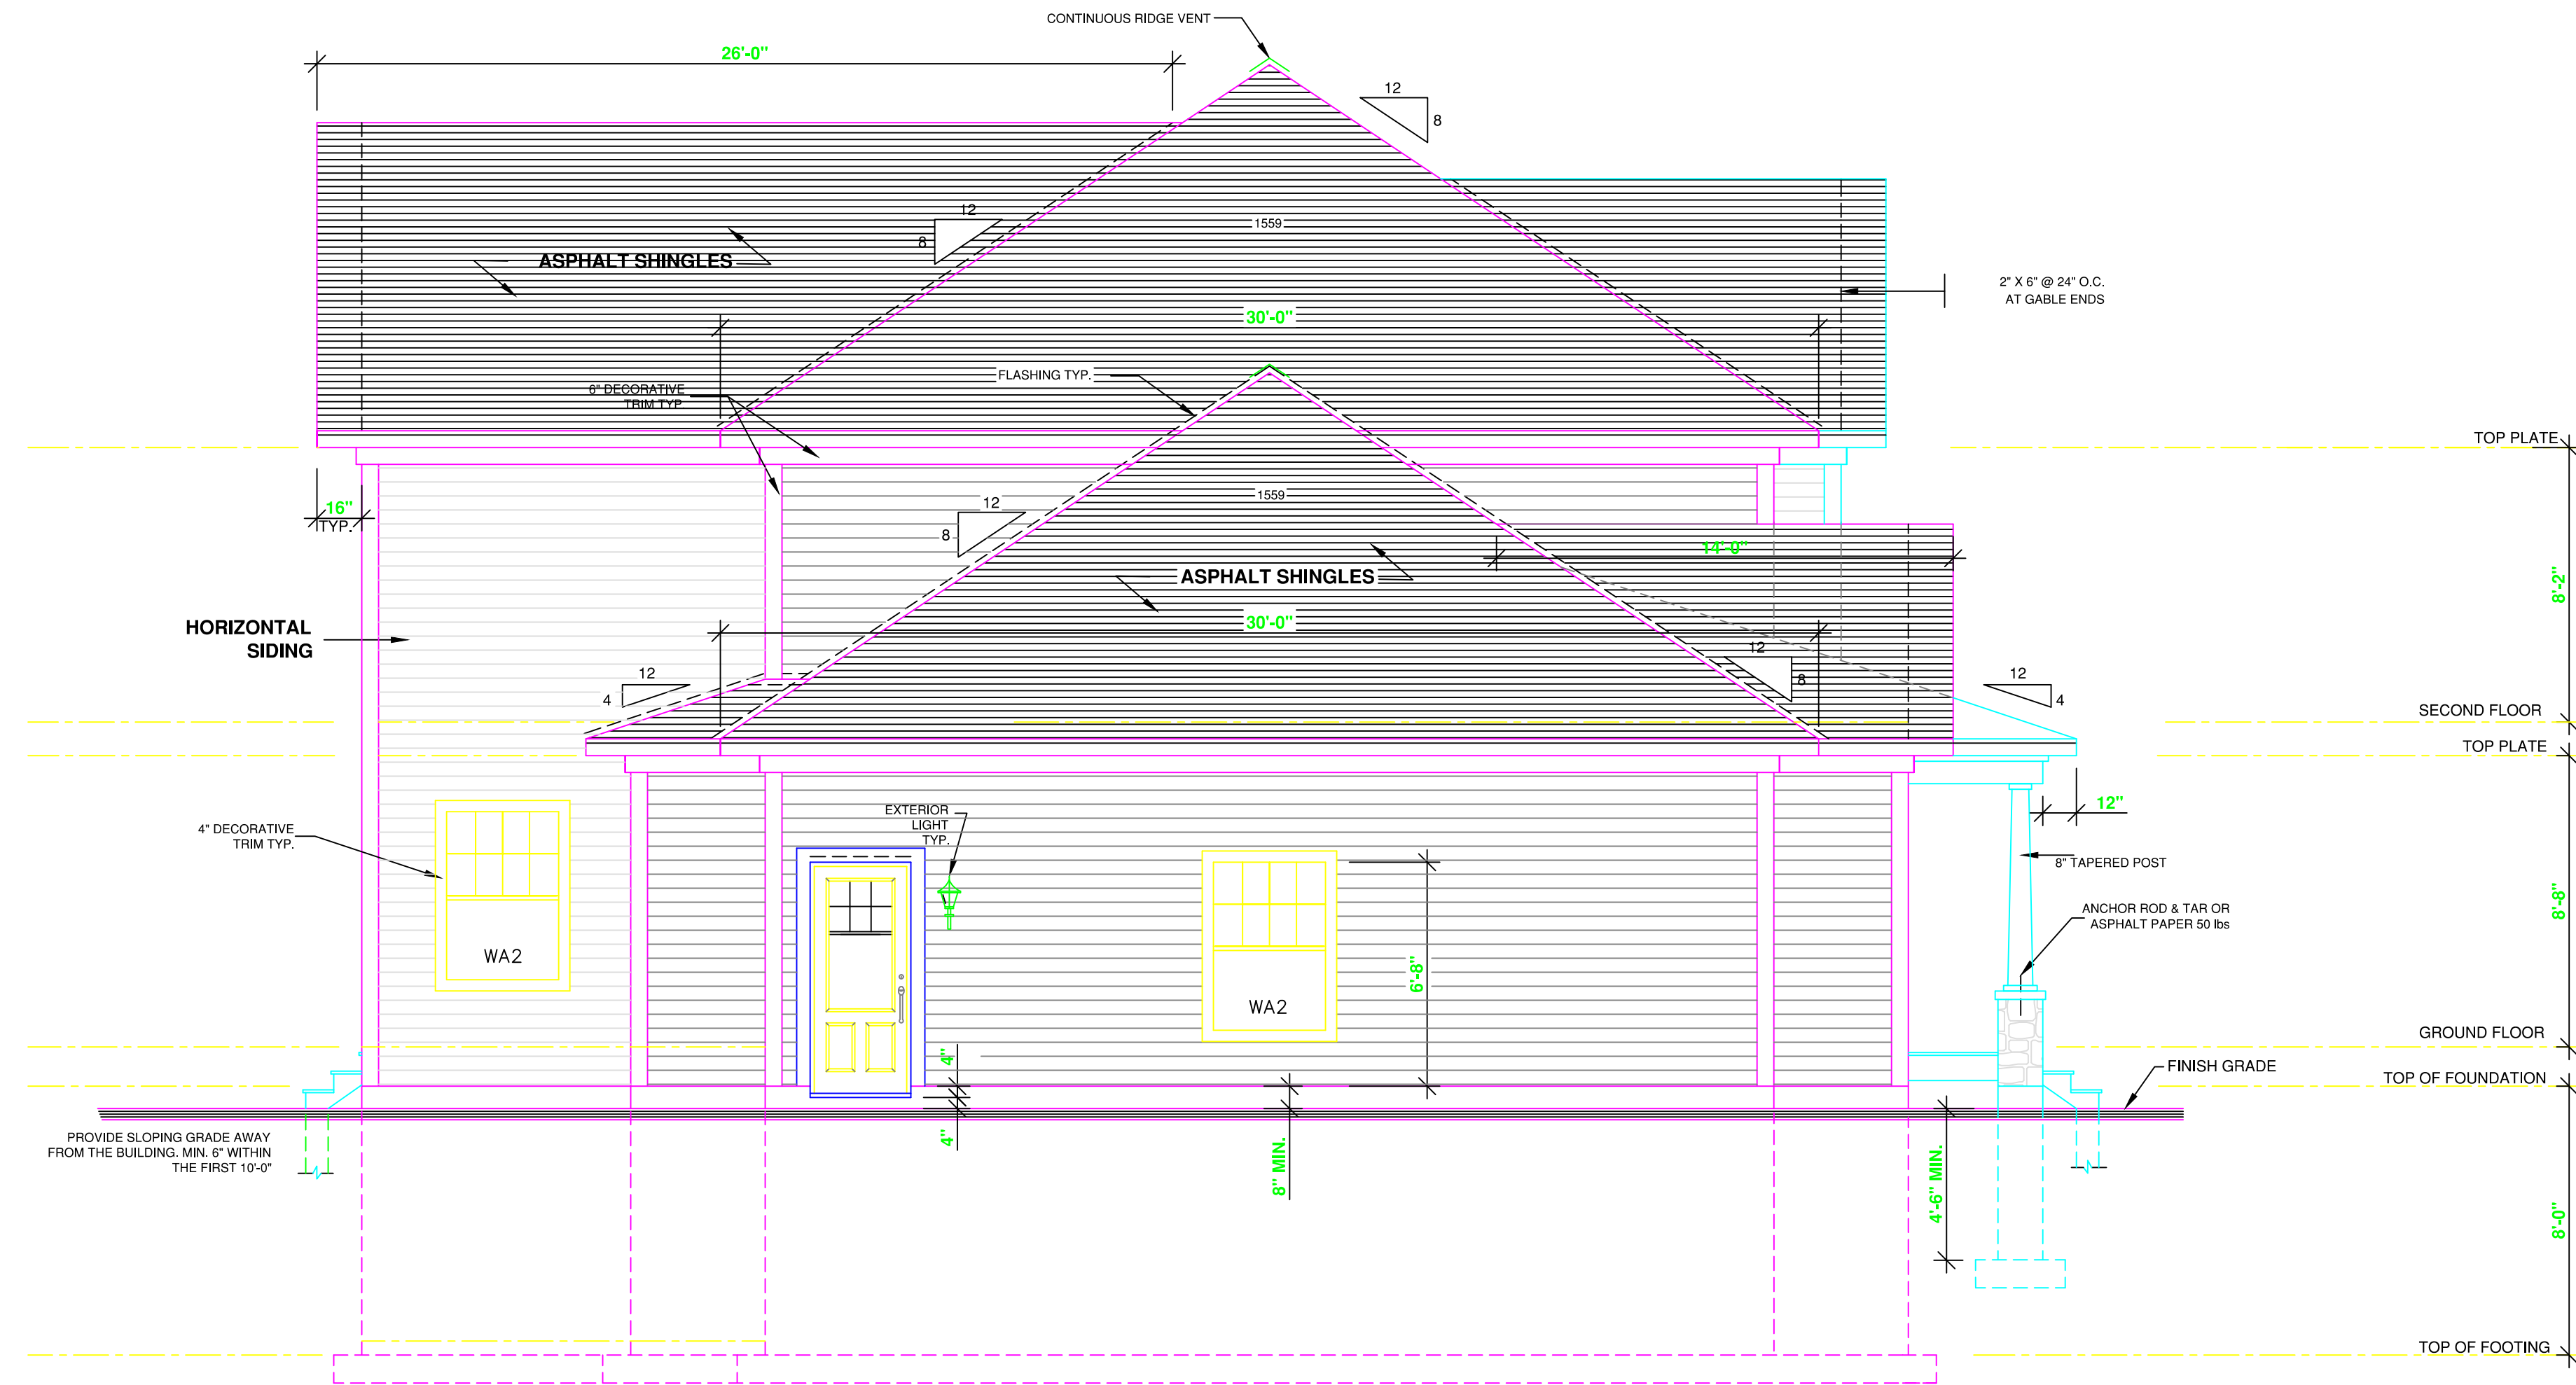 CONTINUOUS RIDGE VENT
26'-0"
12
8
12
8
1559
ASPHALT SHINGLES
2" X 6" @ 24" O.C.
AT GABLE ENDS
30'-0"
FLASHING TYP.
6" DECORATIVE
TRIM TYP.
TOP PLATE
16"
TYP.
12
8
1559
14'-0"
ASPHALT SHINGLES
8'-2"
HORIZONTAL
SIDING
30'-0"
12
4
12
8
12
4
SECOND FLOOR
TOP PLATE
4" DECORATIVE
TRIM TYP.
EXTERIOR
LIGHT
TYP.
12"
8" TAPERED POST
8'-8"
ANCHOR ROD & TAR OR
ASPHALT PAPER 50 lbs
WA2
6'-8"
WA2
GROUND FLOOR
4"
FINISH GRADE
TOP OF FOUNDATION
PROVIDE SLOPING GRADE AWAY
FROM THE BUILDING. MIN. 6" WITHIN
THE FIRST 10'-0"
4"
8" MIN.
4'-6" MIN.
8'-0"
TOP OF FOOTING